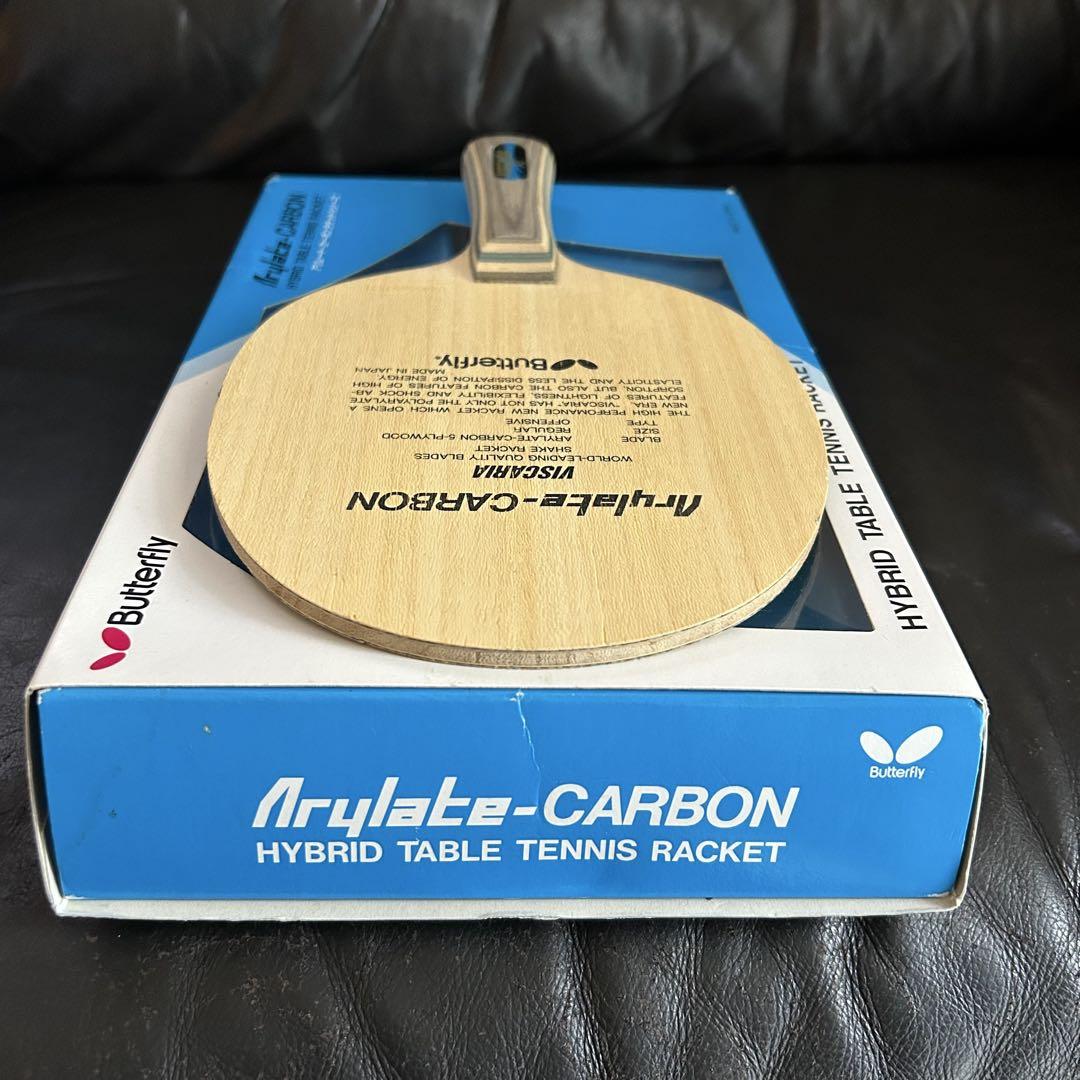 Arylate-CARBON
HYBRID TABLE TENNIS RACKET
Arylate-CARBON
VISCARIA
WORLD-LEADING QUALITY BLADES
SHAKE RACKET
BLADE ARYLATE-CARBON 5-PLYWOOD
SIZE REGULAR
TYPE OFFENSIVE
THE HIGH PERFOMANCE NEW RACKET WHICH OPENS A
NEW ERA. "VISCARIA" HAS NOT ONLY THE POLYARYLATE
FEATURES OF LIGHTNESS, FLEXIBILITY AND SHOCK AB-
SORPTION, BUT ALSO THE CARBON FEATURES OF HIGH
ELASTICITY AND THE LESS DISSIPATION OF ENERGY.
MADE IN JAPAN
Butterfly
Butterfly
HYBRID TABLE TENNIS RACKET
Butterfly
Arylate-CARBON
HYBRID TABLE TENNIS RACKET